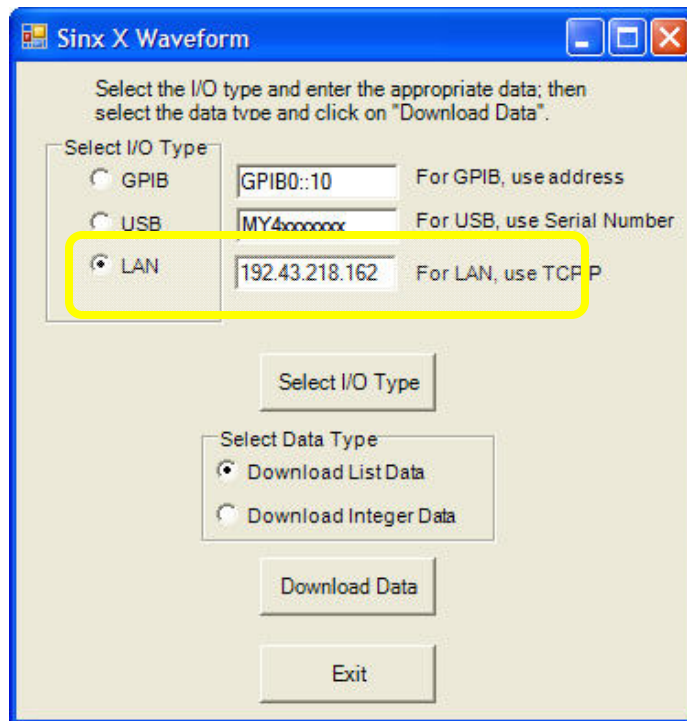 Sinx X Waveform
Select the I/O type and enter the appropriate data; then
select the data type and click on "Download Data".
Select I/O Type
GPIB GPIB0::10 For GPIB, use address
USB MY4xxxxxxx For USB, use Serial Number
LAN 192.43.218.162 For LAN, use TCPIP
Select I/O Type
Select Data Type
Download List Data
Download Integer Data
Download Data
Exit